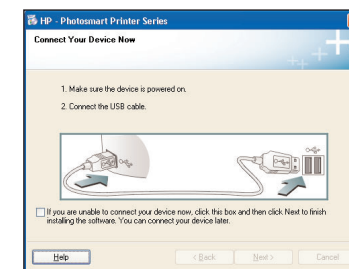 HP - Photosmart Printer Series
Connect Your Device Now
1. Make sure the device is powered on.
2. Connect the USB cable.
If you are unable to connect your device now, click this box and then click Next to finish
installing the software. You can connect your device later.
Help
< Back
Next >
Cancel